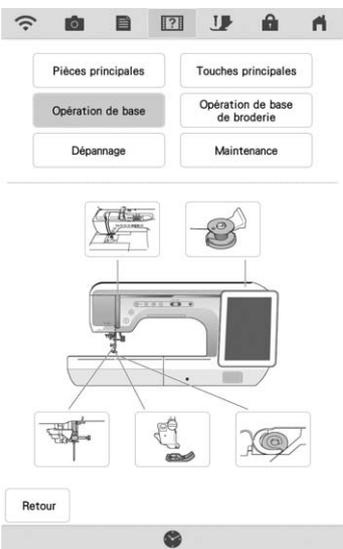 Pièces principales
Touches principales
Opération de base
Opération de base
de broderie
Dépannage
Maintenance
Retour